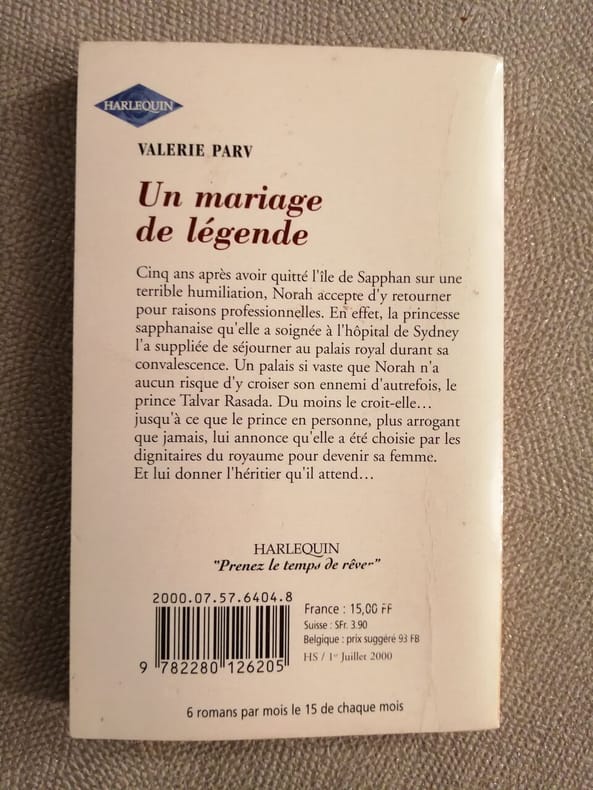 HARLEQUIN
VALERIE PARV
Un mariage
de légende
Cinq ans après avoir quitté l'île de Sapphan sur une
terrible humiliation, Norah accepte d'y retourner
pour raisons professionnelles. En effet, la princesse
sapphanaise qu'elle a soignée à l'hôpital de Sydney
l'a suppliée de séjourner au palais royal durant sa
convalescence. Un palais si vaste que Norah n'a
aucun risque d'y croiser son ennemi d'autrefois, le
prince Talvar Rasada. Du moins le croit-elle…
jusqu'à ce que le prince en personne, plus arrogant
que jamais, lui annonce qu'elle a été choisie par les
dignitaires du royaume pour devenir sa femme.
Et lui donner l'héritier qu'il attend…
HARLEQUIN
"Prenez le temps de rêver"
2000.07.57.6404.8
9 782280 126205
France : 15,00 FF
Suisse : SFr. 3.90
Belgique : prix suggéré 93 FB
HS / 1er Juillet 2000
6 romans par mois le 15 de chaque mois